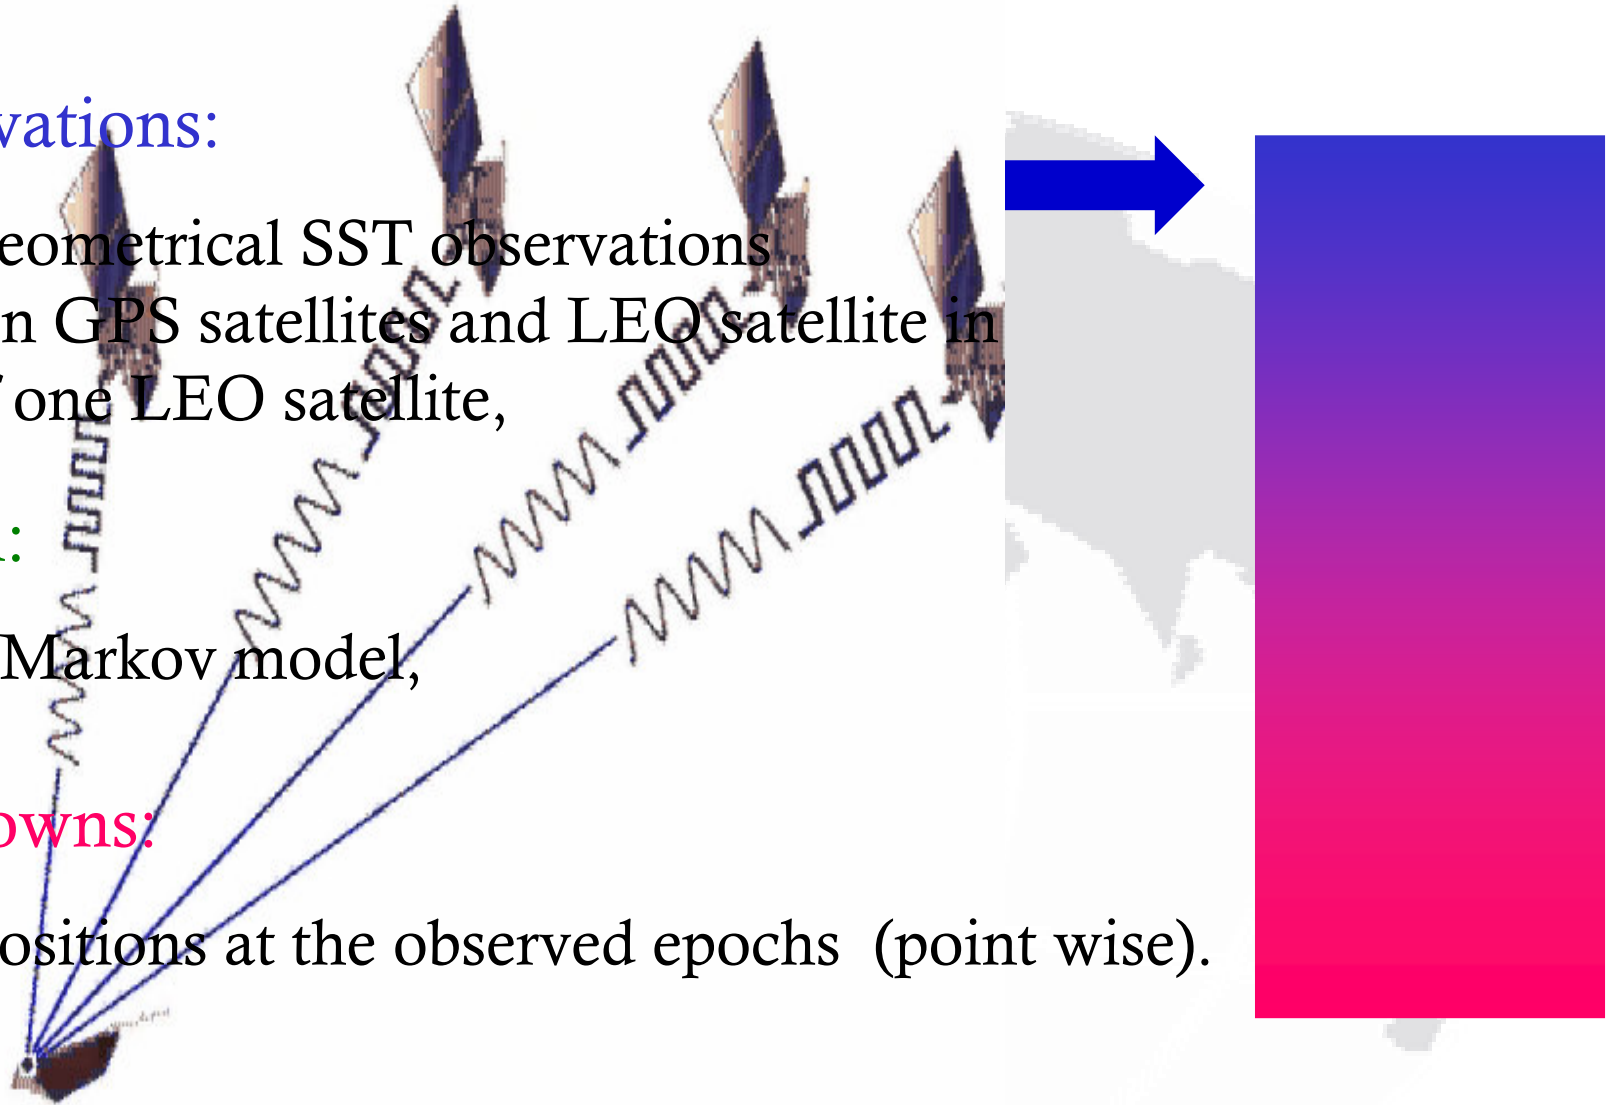 vations:
eometrical SST observations
n GPS satellites and LEO satellite in
one LEO satellite,
:
Markov model,
owns:
ositions at the observed epochs (point wise).